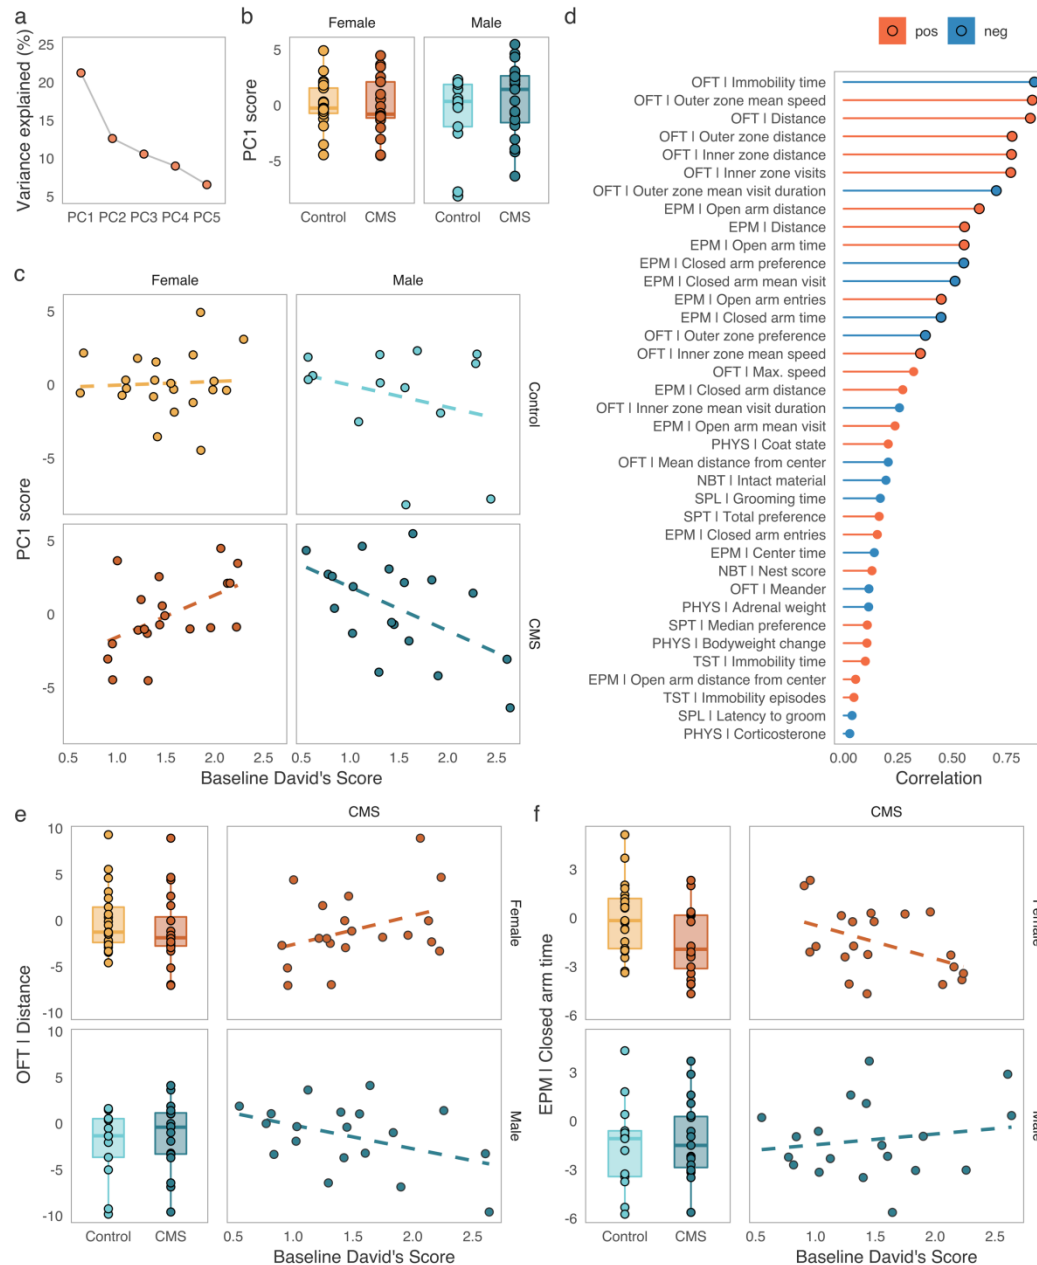 a
Variance explained (%)
25
20
15
10
5
PC1 PC2 PC3 PC4 PC5
b
Female
Male
PC1 score
5
0
-5
Control CMS Control CMS
c
Female
Male
PC1 score
5
0
-5
Control
5
0
-5
CMS
0.5 1.0 1.5 2.0 2.5 0.5 1.0 1.5 2.0 2.5
Baseline David's Score
d
pos neg
OFT | Immobility time
OFT | Outer zone mean speed
OFT | Distance
OFT | Outer zone distance
OFT | Inner zone distance
OFT | Inner zone visits
OFT | Outer zone mean visit duration
EPM | Open arm distance
EPM | Distance
EPM | Open arm time
EPM | Closed arm preference
EPM | Closed arm mean visit
EPM | Open arm entries
EPM | Closed arm time
OFT | Outer zone preference
OFT | Inner zone mean speed
OFT | Max. speed
EPM | Closed arm distance
OFT | Inner zone mean visit duration
EPM | Open arm mean visit
PHYS | Coat state
OFT | Mean distance from center
NBT | Intact material
SPL | Grooming time
SPT | Total preference
EPM | Closed arm entries
EPM | Center time
NBT | Nest score
OFT | Meander
PHYS | Adrenal weight
SPT | Median preference
PHYS | Bodyweight change
TST | Immobility time
EPM | Open arm distance from center
TST | Immobility episodes
SPL | Latency to groom
PHYS | Corticosterone
0.00 0.25 0.50 0.75
Correlation
e
CMS
OFT | Distance
10
5
0
-5
-10
Female
10
5
0
-5
-10
Male
Control CMS
0.5 1.0 1.5 2.0 2.5
Baseline David's Score
f
CMS
EPM | Closed arm time
3
0
-3
-6
Female
3
0
-3
-6
Male
Control CMS
0.5 1.0 1.5 2.0 2.5
Baseline David's Score